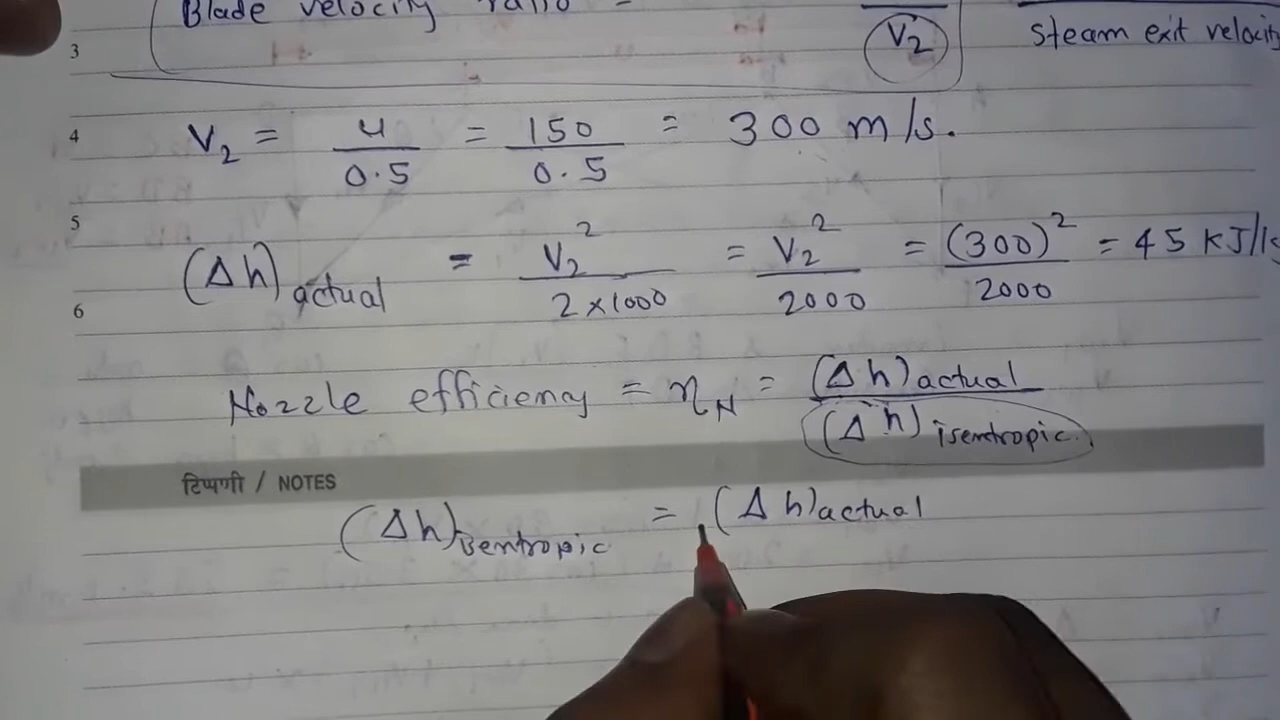 Blade velocity ratio =
V₂ steam exit velocity
3
4 V₂ = u/0.5 = 150/0.5 = 300 m/s.
5
(Δh)actual = V₂²/2×1000 = V₂²/2000 = (300)²/2000 = 45 KJ/k
6
Nozzle efficiency = ηN = (Δh)actual/(Δh)isentropic.
टिप्पणी / NOTES
(Δh)isentropic = (Δh)actual